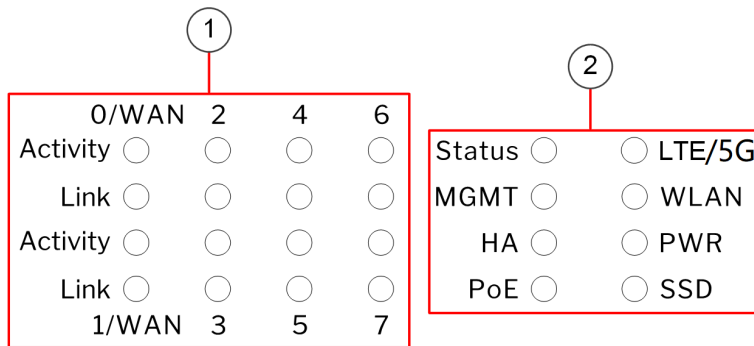 1
2
0/WAN 2 4 6
Activity
Link
Activity
Link
1/WAN 3 5 7
Status LTE/5G
MGMT WLAN
HA PWR
PoE SSD